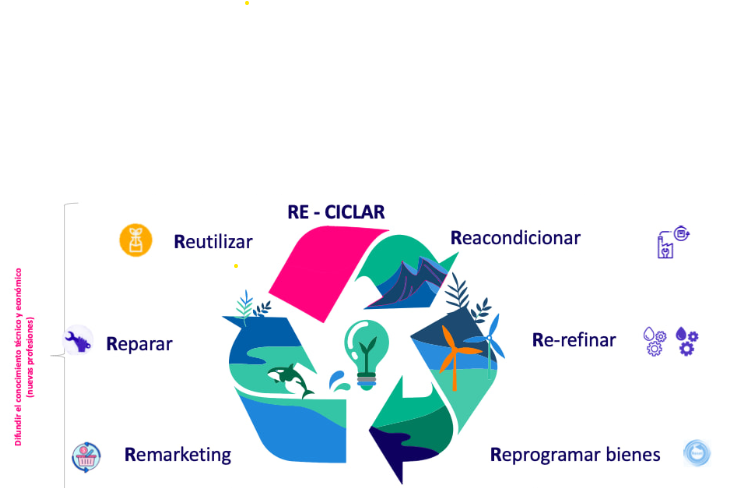 RE - CICLAR
Reutilizar
Reacondicionar
Reparar
Re-refinar
Remarketing
Reprogramar bienes
Difundir el conocimiento técnico y económico
(nuevas profesiones)